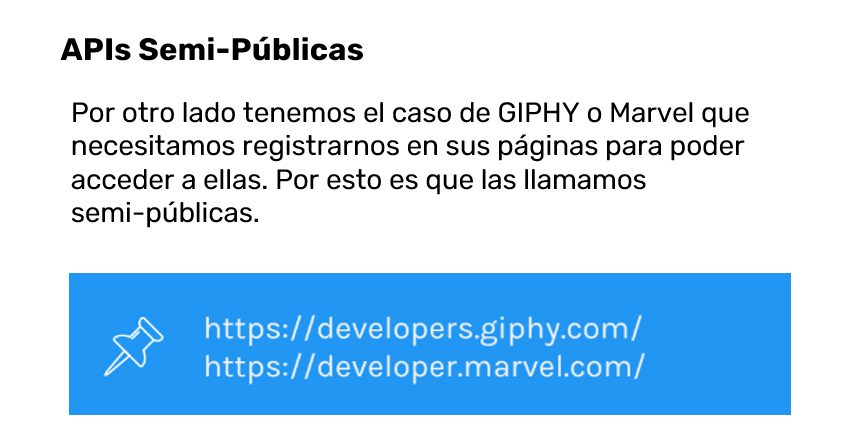 APIs Semi-Públicas
Por otro lado tenemos el caso de GIPHY o Marvel que
necesitamos registrarnos en sus páginas para poder
acceder a ellas. Por esto es que las llamamos
semi-públicas.
https://developers.giphy.com/
https://developer.marvel.com/